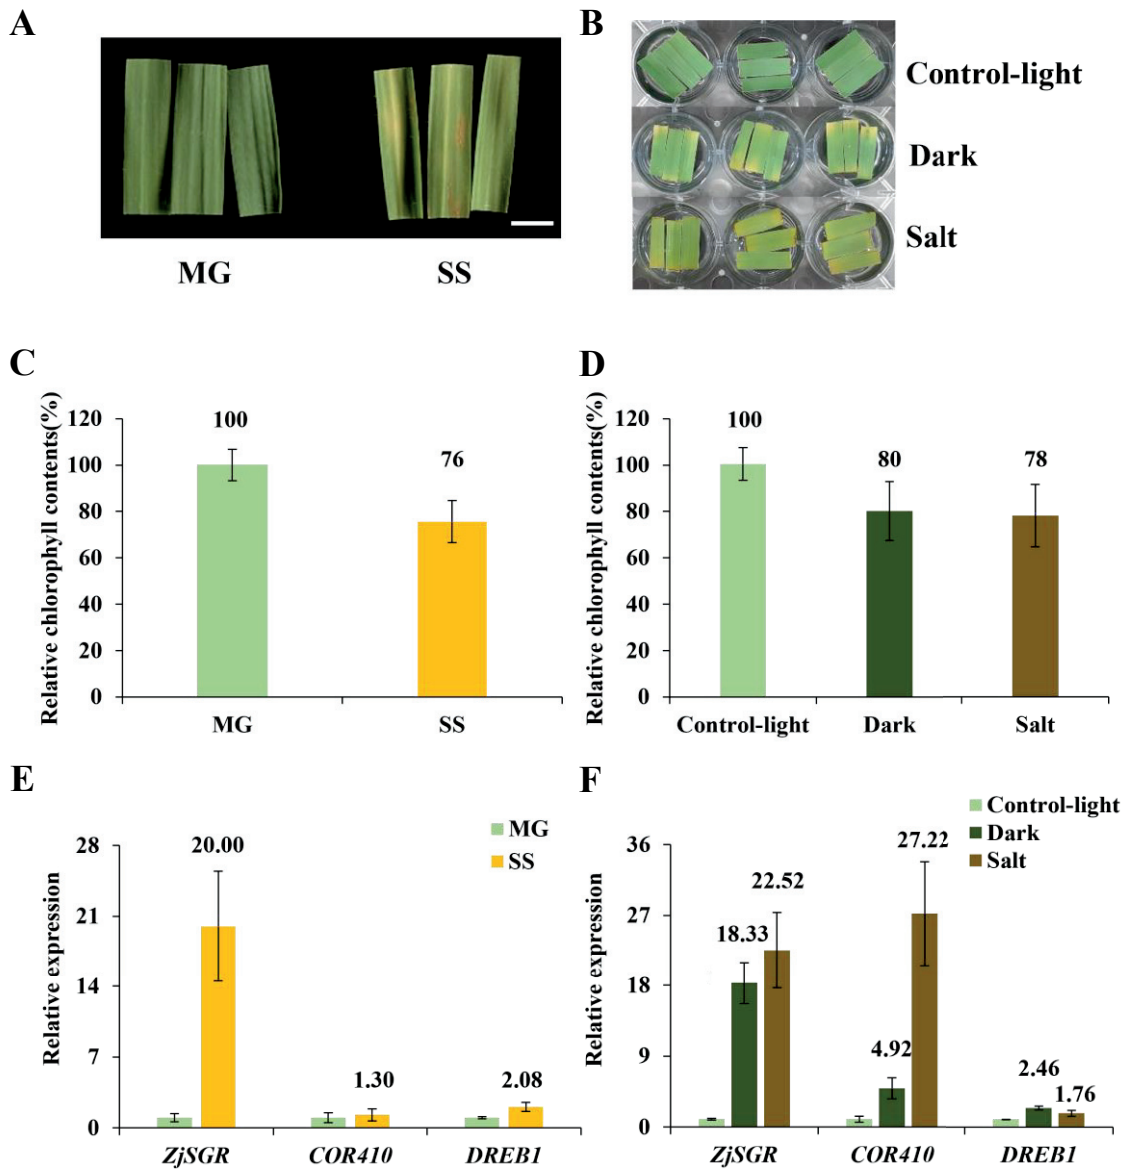 A
B
Control-light
Dark
Salt
MG
SS
C
D
Relative chlorophyll contents(%)
120
100
80
60
40
20
0
100
76
MG
SS
Relative chlorophyll contents(%)
120
100
80
60
40
20
0
100
80
78
Control-light
Dark
Salt
E
F
Relative expression
28
21
14
7
0
MG
SS
20.00
1.30
2.08
ZjSGR
COR410
DREB1
Relative expression
36
27
18
9
0
Control-light
Dark
Salt
18.33
22.52
4.92
27.22
2.46
1.76
ZjSGR
COR410
DREB1